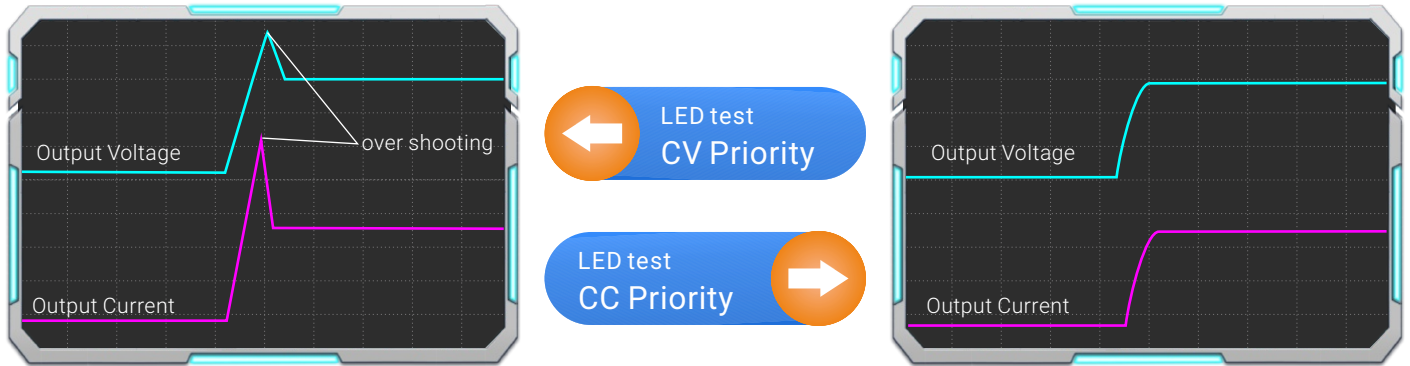 Output Voltage
over shooting
Output Current
LED test
CV Priority
LED test
CC Priority
Output Voltage
Output Current